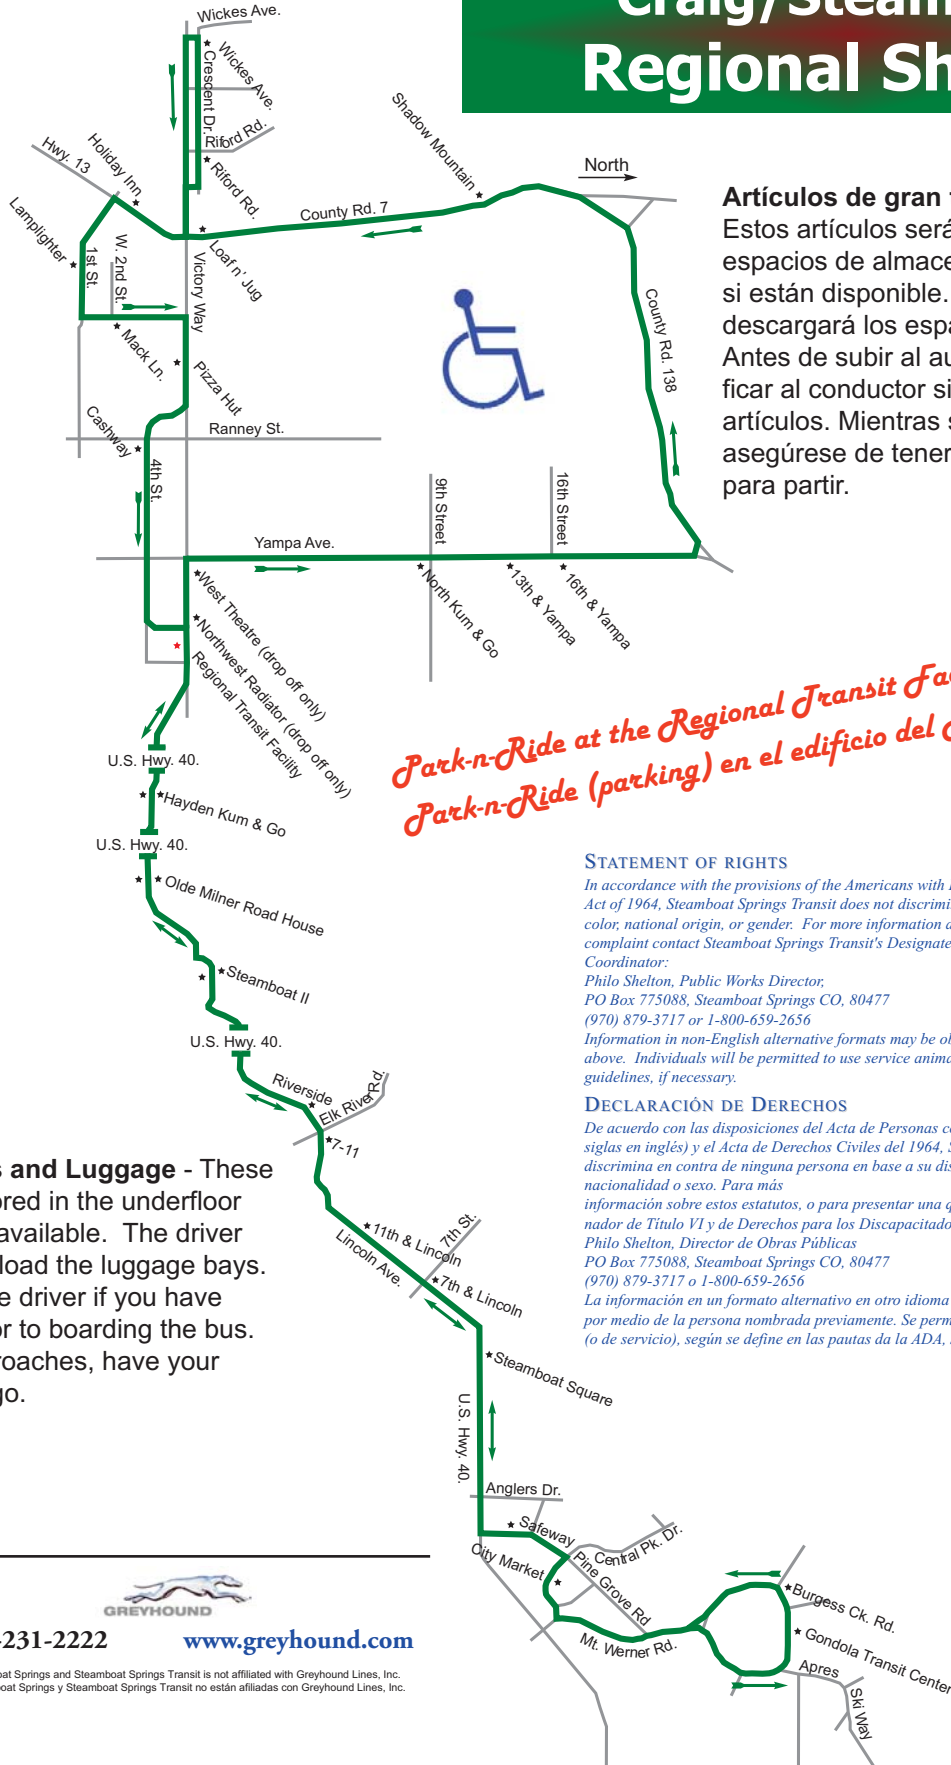 Craig/Steam
Regional Sh
Wickes Ave.
Wickes Ave.
Crescent Dr.
Riford Rd.
Riford Rd.
Hwy. 13
Holiday Inn
Lamplighter
1st St.
W. 2nd St.
Loaf n' Jug
Victory Way
County Rd. 7
Shadow Mountain
North
County Rd. 138
Mack Ln.
Pizza Hut
Cashway
Ranney St.
4th St.
9th Street
16th Street
Yampa Ave.
North Kum & Go
13th & Yampa
16th & Yampa
West Theatre (drop off only)
Northwest Radiator (drop off only)
Regional Transit Facility
Artículos de gran
Estos artículos será
espacios de almace
si están disponible.
descargará los espa
Antes de subir al au
ficar al conductor si
artículos. Mientras s
asegúrese de tener
para partir.
Park-n-Ride at the Regional Transit Fac
Park-n-Ride (parking) en el edificio del
U.S. Hwy. 40.
Hayden Kum & Go
U.S. Hwy. 40.
Olde Milner Road House
Steamboat II
U.S. Hwy. 40.
Riverside
Elk River Rd.
7-11
11th & Lincoln
Lincoln Ave.
7th St.
7th & Lincoln
Steamboat Square
U.S. Hwy. 40.
Anglers Dr.
Safeway
City Market
Central Pk. Dr.
Pine Grove Rd
Mt. Werner Rd.
Burgess Ck. Rd.
Gondola Transit Center
Apres
Ski Way
STATEMENT OF RIGHTS
In accordance with the provisions of the Americans with
Act of 1964, Steamboat Springs Transit does not discrimi
color, national origin, or gender. For more information a
complaint contact Steamboat Springs Transit's Designate
Coordinator:
Philo Shelton, Public Works Director,
PO Box 775088, Steamboat Springs CO, 80477
(970) 879-3717 or 1-800-659-2656
Information in non-English alternative formats may be ob
above. Individuals will be permitted to use service anima
guidelines, if necessary.
DECLARACIÓN DE DERECHOS
De acuerdo con las disposiciones del Acta de Personas c
siglas en inglés) y el Acta de Derechos Civiles del 1964, S
discrimina en contra de ninguna persona en base a su dis
nacionalidad o sexo. Para más
información sobre estos estatutos, o para presentar una q
nador de Título VI y de Derechos para los Discapacitado
Philo Shelton, Director de Obras Públicas
PO Box 775088, Steamboat Springs CO, 80477
(970) 879-3717 o 1-800-659-2656
La información en un formato alternativo en otro idioma
por medio de la persona nombrada previamente. Se perm
(o de servicio), según se define en las pautas da la ADA,
s and Luggage - These
ored in the underfloor
available. The driver
load the luggage bays.
e driver if you have
or to boarding the bus.
roaches, have your
go.
GREYHOUND
-231-2222
www.greyhound.com
oat Springs and Steamboat Springs Transit is not affiliated with Greyhound Lines, Inc.
boat Springs y Steamboat Springs Transit no están afiliadas con Greyhound Lines, Inc.